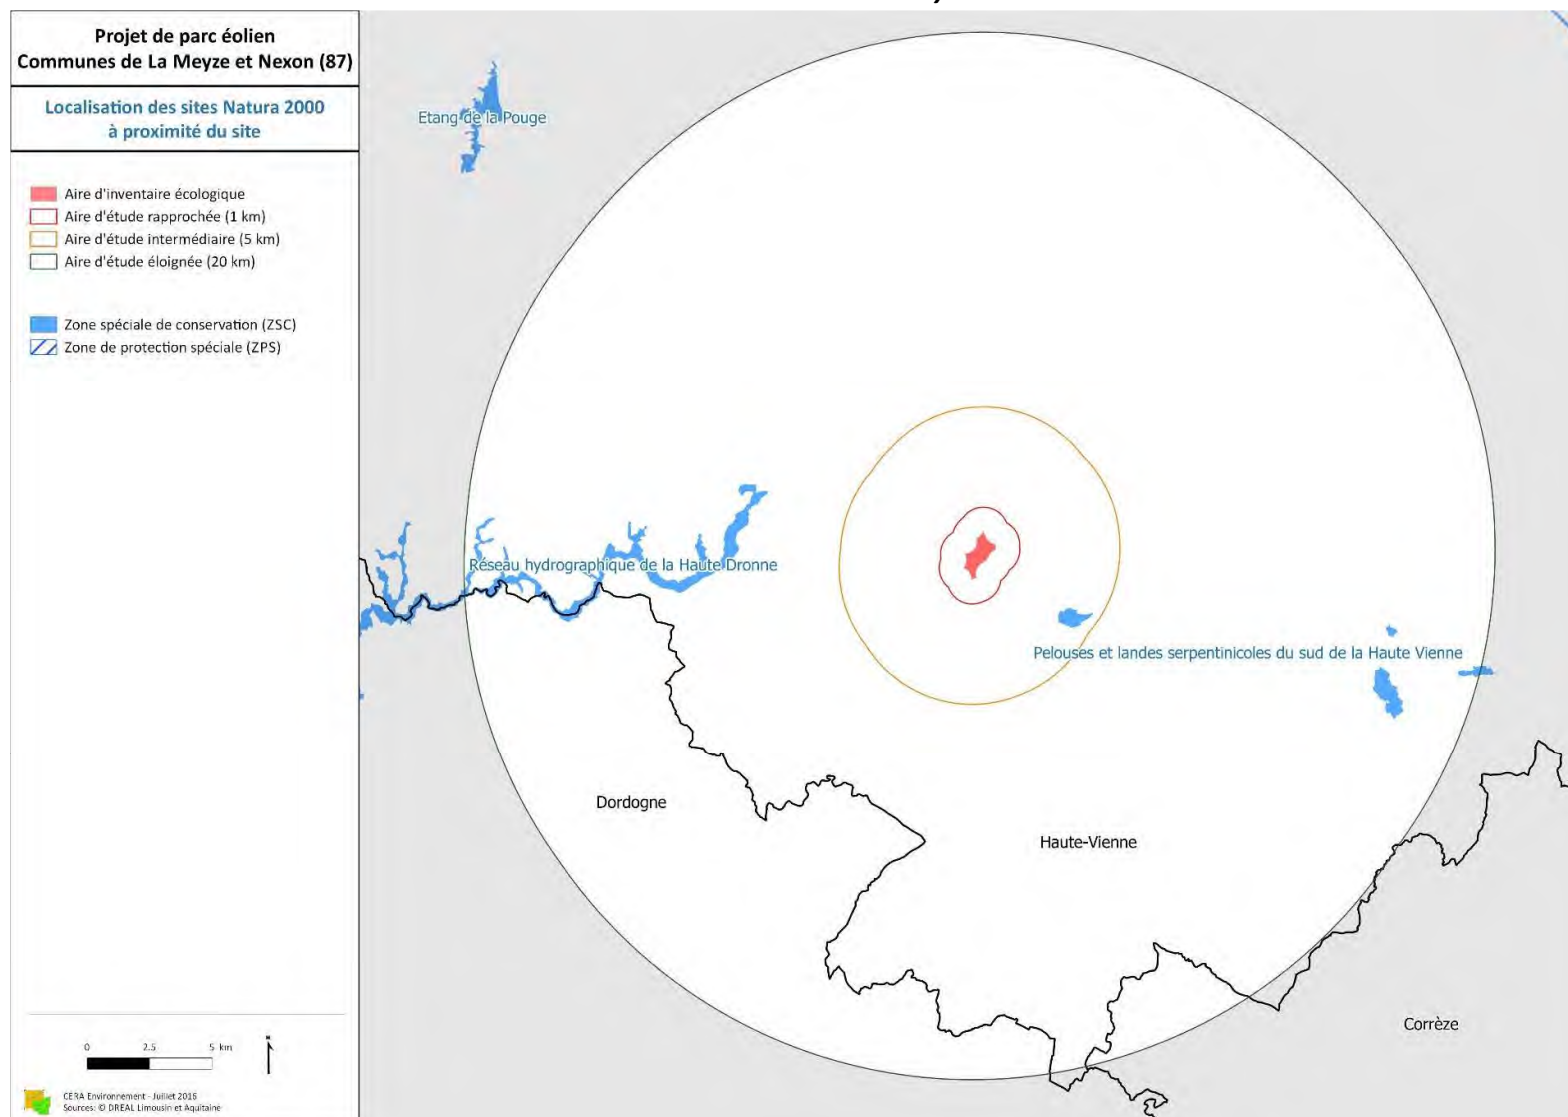 Projet de parc éolien
Communes de La Meyze et Nexon (87)
Localisation des sites Natura 2000
à proximité du site
Aire d'inventaire écologique
Aire d'étude rapprochée (1 km)
Aire d'étude intermédiaire (5 km)
Aire d'étude éloignée (20 km)
Zone spéciale de conservation (ZSC)
Zone de protection spéciale (ZPS)
Etang de la Pouge
Réseau hydrographique de la Haute Dronne
Pelouses et landes serpentinicoles du sud de la Haute Vienne
Dordogne
Haute-Vienne
Corrèze
0 2.5 5 km
N
CERA Environnement - Juillet 2016
Sources: © DREAL Limousin et Aquitaine